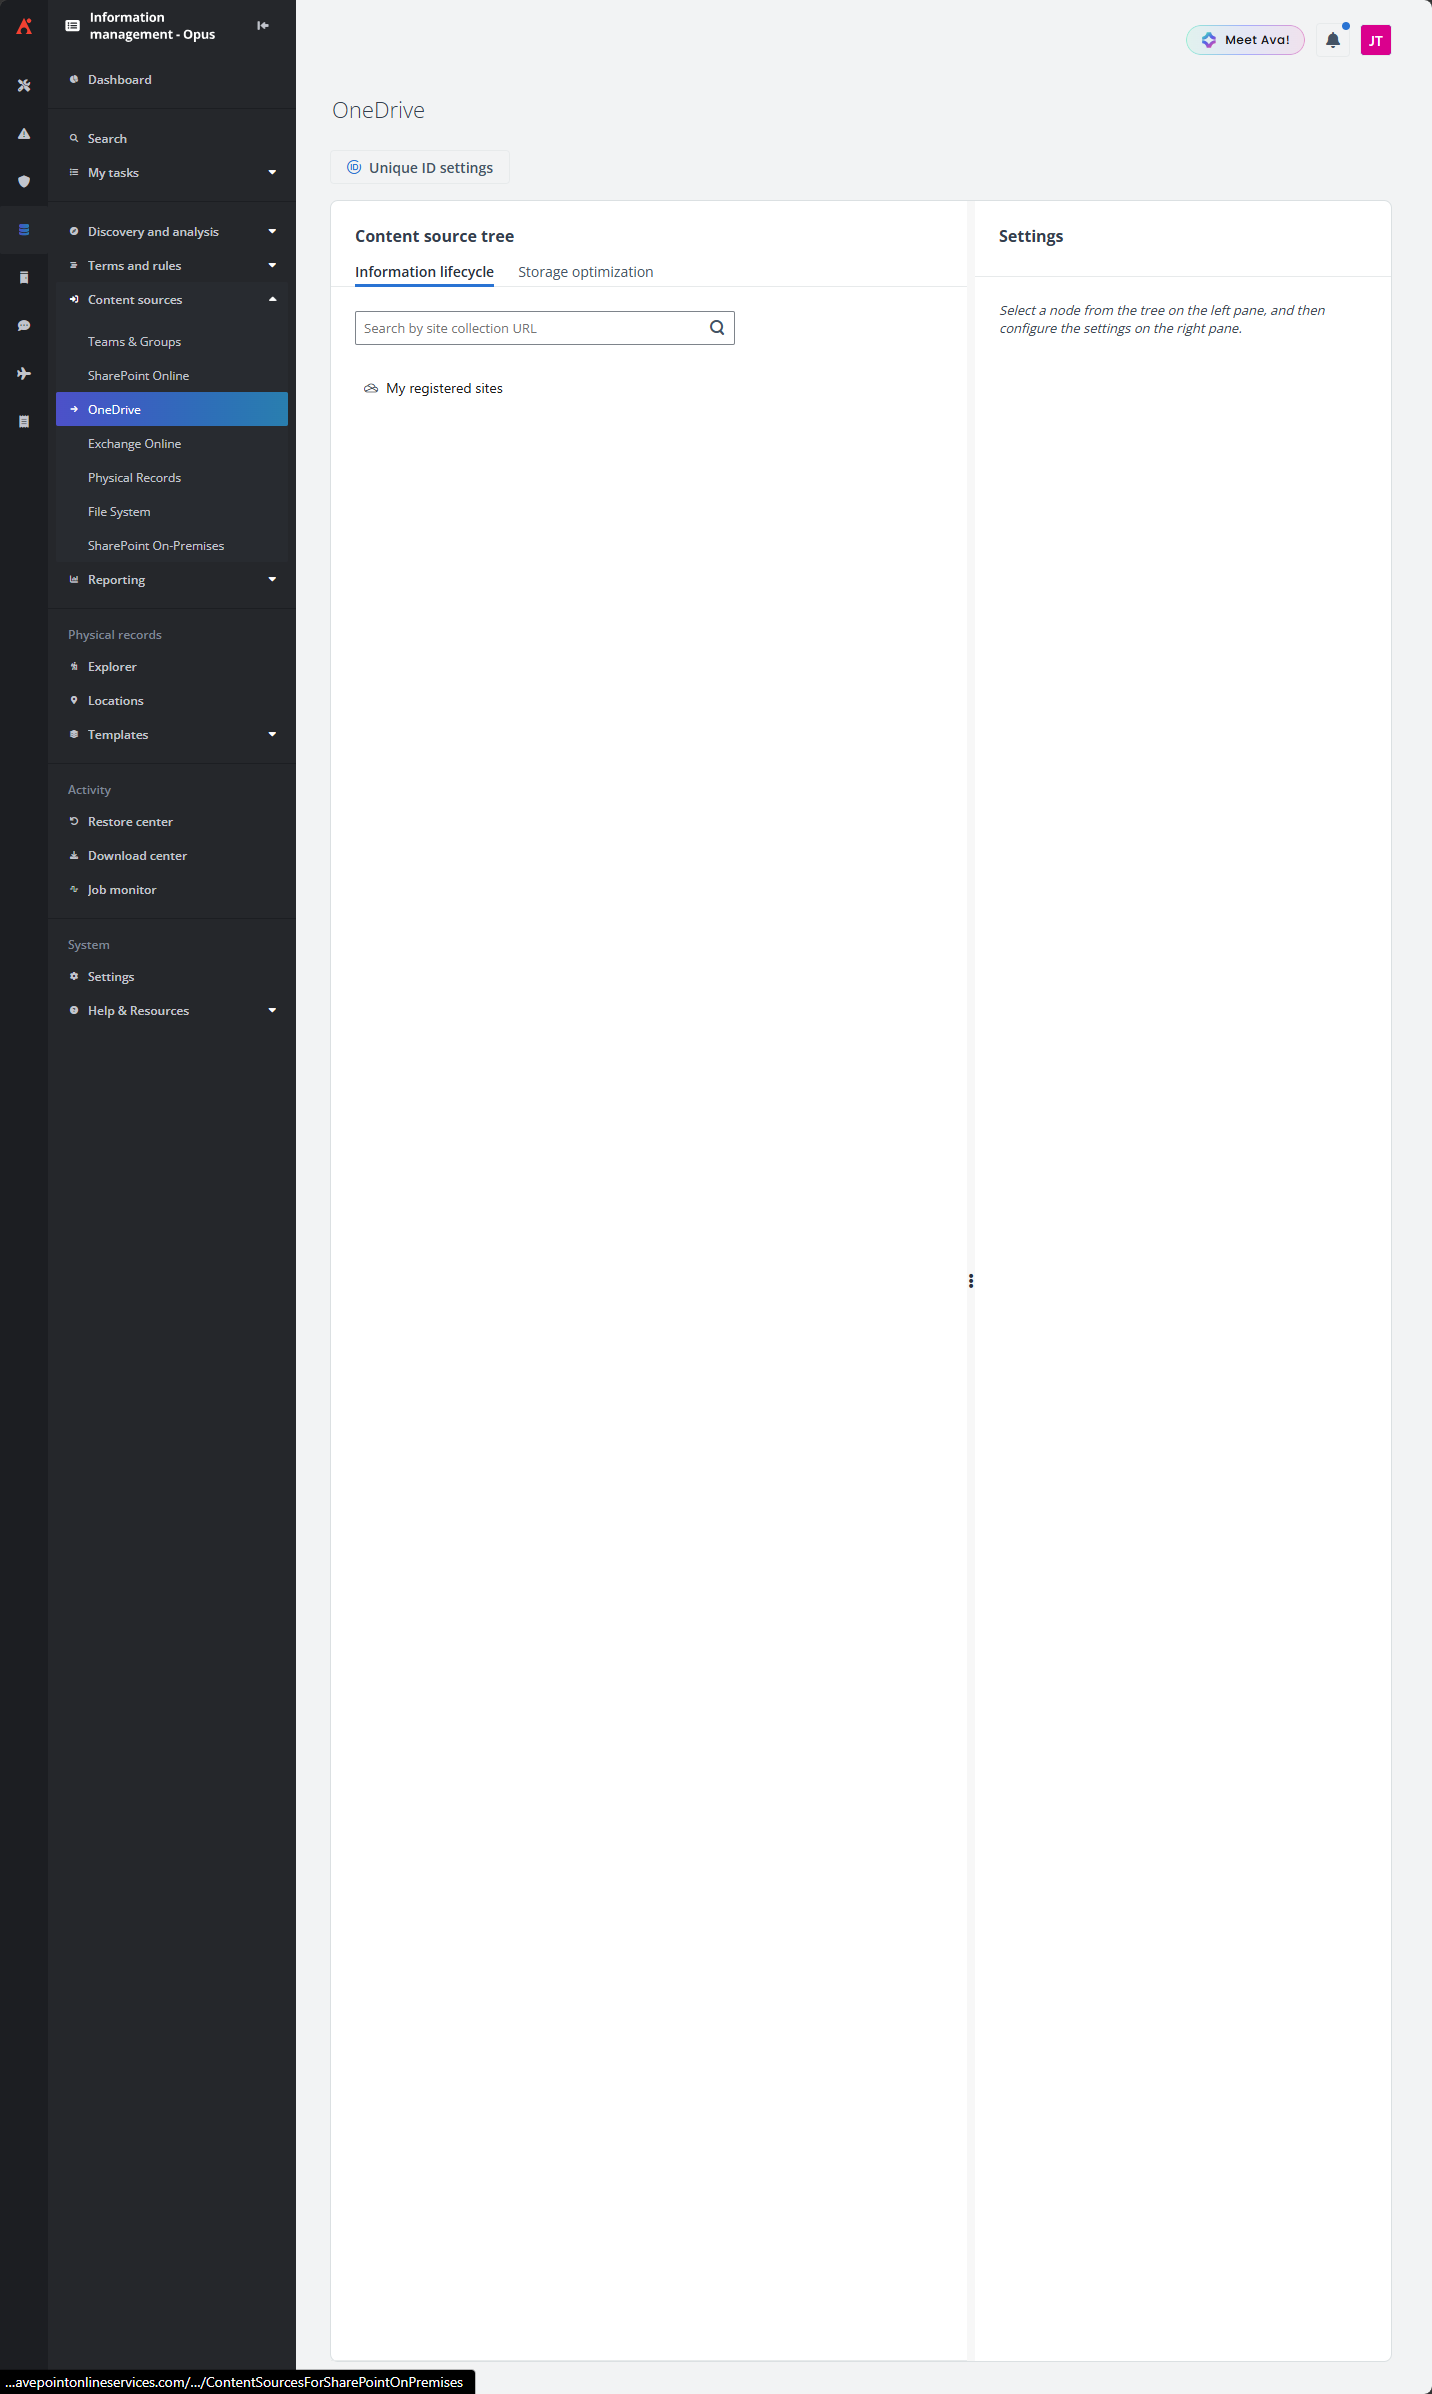 Information
management - Opus
Dashboard
Search
My tasks
Discovery and analysis
Terms and rules
Content sources
Teams & Groups
SharePoint Online
OneDrive
Exchange Online
Physical Records
File System
SharePoint On-Premises
Reporting
Physical records
Explorer
Locations
Templates
Activity
Restore center
Download center
Job monitor
System
Settings
Help & Resources
Meet Ava!
JT
OneDrive
Unique ID settings
Content source tree
Information lifecycle
Storage optimization
Search by site collection URL
My registered sites
Settings
Select a node from the tree on the left pane, and then
configure the settings on the right pane.
...avepointonlineservices.com/.../ContentSourcesForSharePointOnPremises